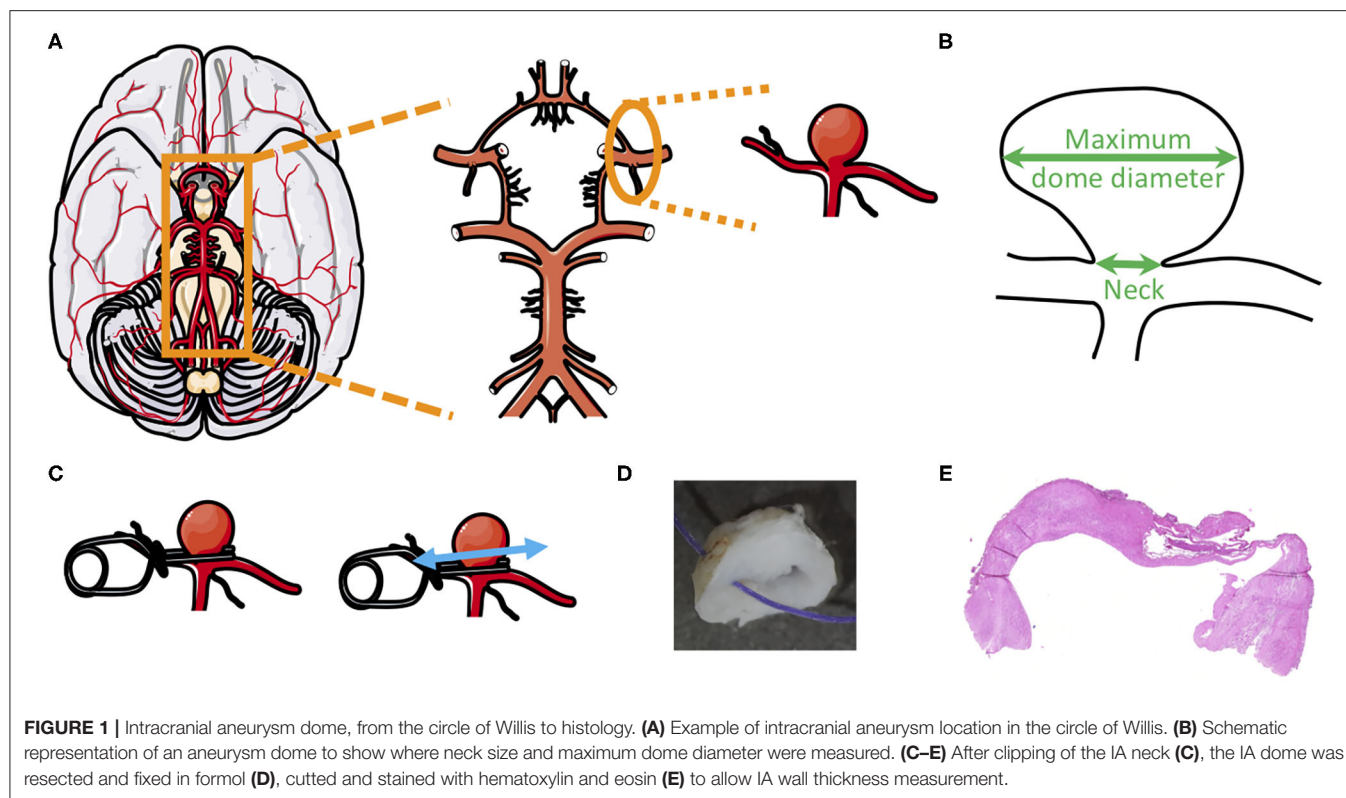 A
B
Maximum
dome diameter
Neck
C
D
E
FIGURE 1 | Intracranial aneurysm dome, from the circle of Willis to histology. (A) Example of intracranial aneurysm location in the circle of Willis. (B) Schematic
representation of an aneurysm dome to show where neck size and maximum dome diameter were measured. (C–E) After clipping of the IA neck (C), the IA dome was
resected and fixed in formol (D), cutted and stained with hematoxylin and eosin (E) to allow IA wall thickness measurement.